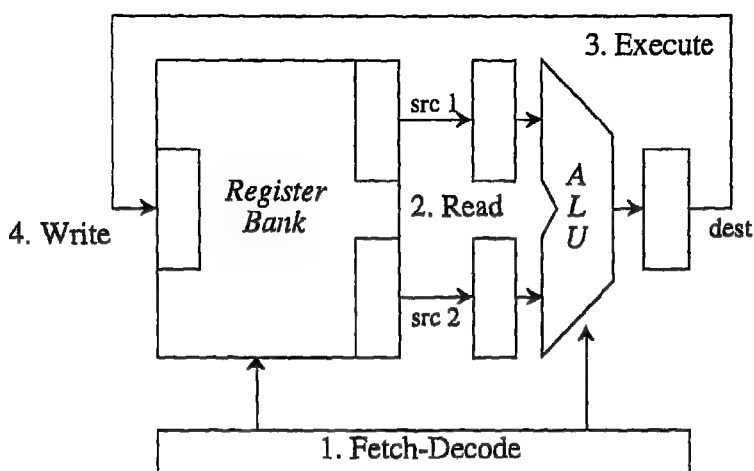 3. Execute
src 1
Register
Bank
2. Read
A
L
U
4. Write
dest
src 2
1. Fetch-Decode